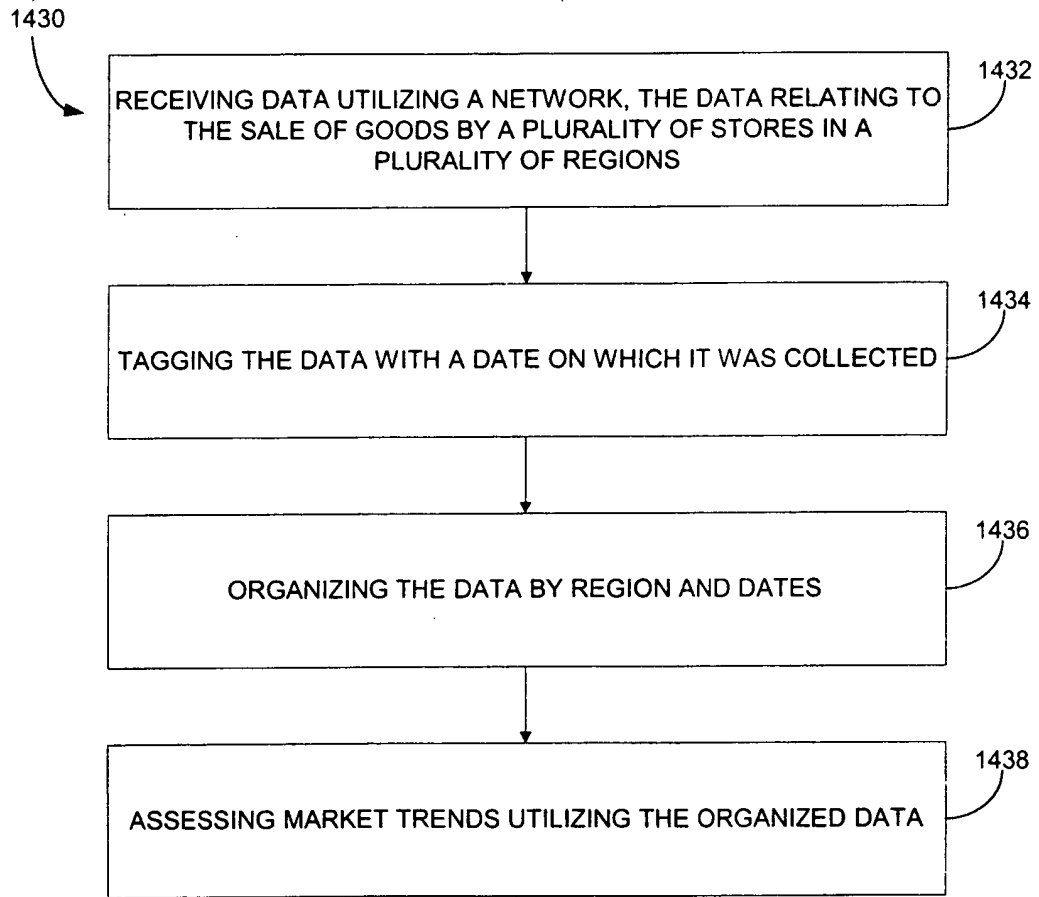 1430
1432
RECEIVING DATA UTILIZING A NETWORK, THE DATA RELATING TO
THE SALE OF GOODS BY A PLURALITY OF STORES IN A
PLURALITY OF REGIONS
1434
TAGGING THE DATA WITH A DATE ON WHICH IT WAS COLLECTED
1436
ORGANIZING THE DATA BY REGION AND DATES
1438
ASSESSING MARKET TRENDS UTILIZING THE ORGANIZED DATA